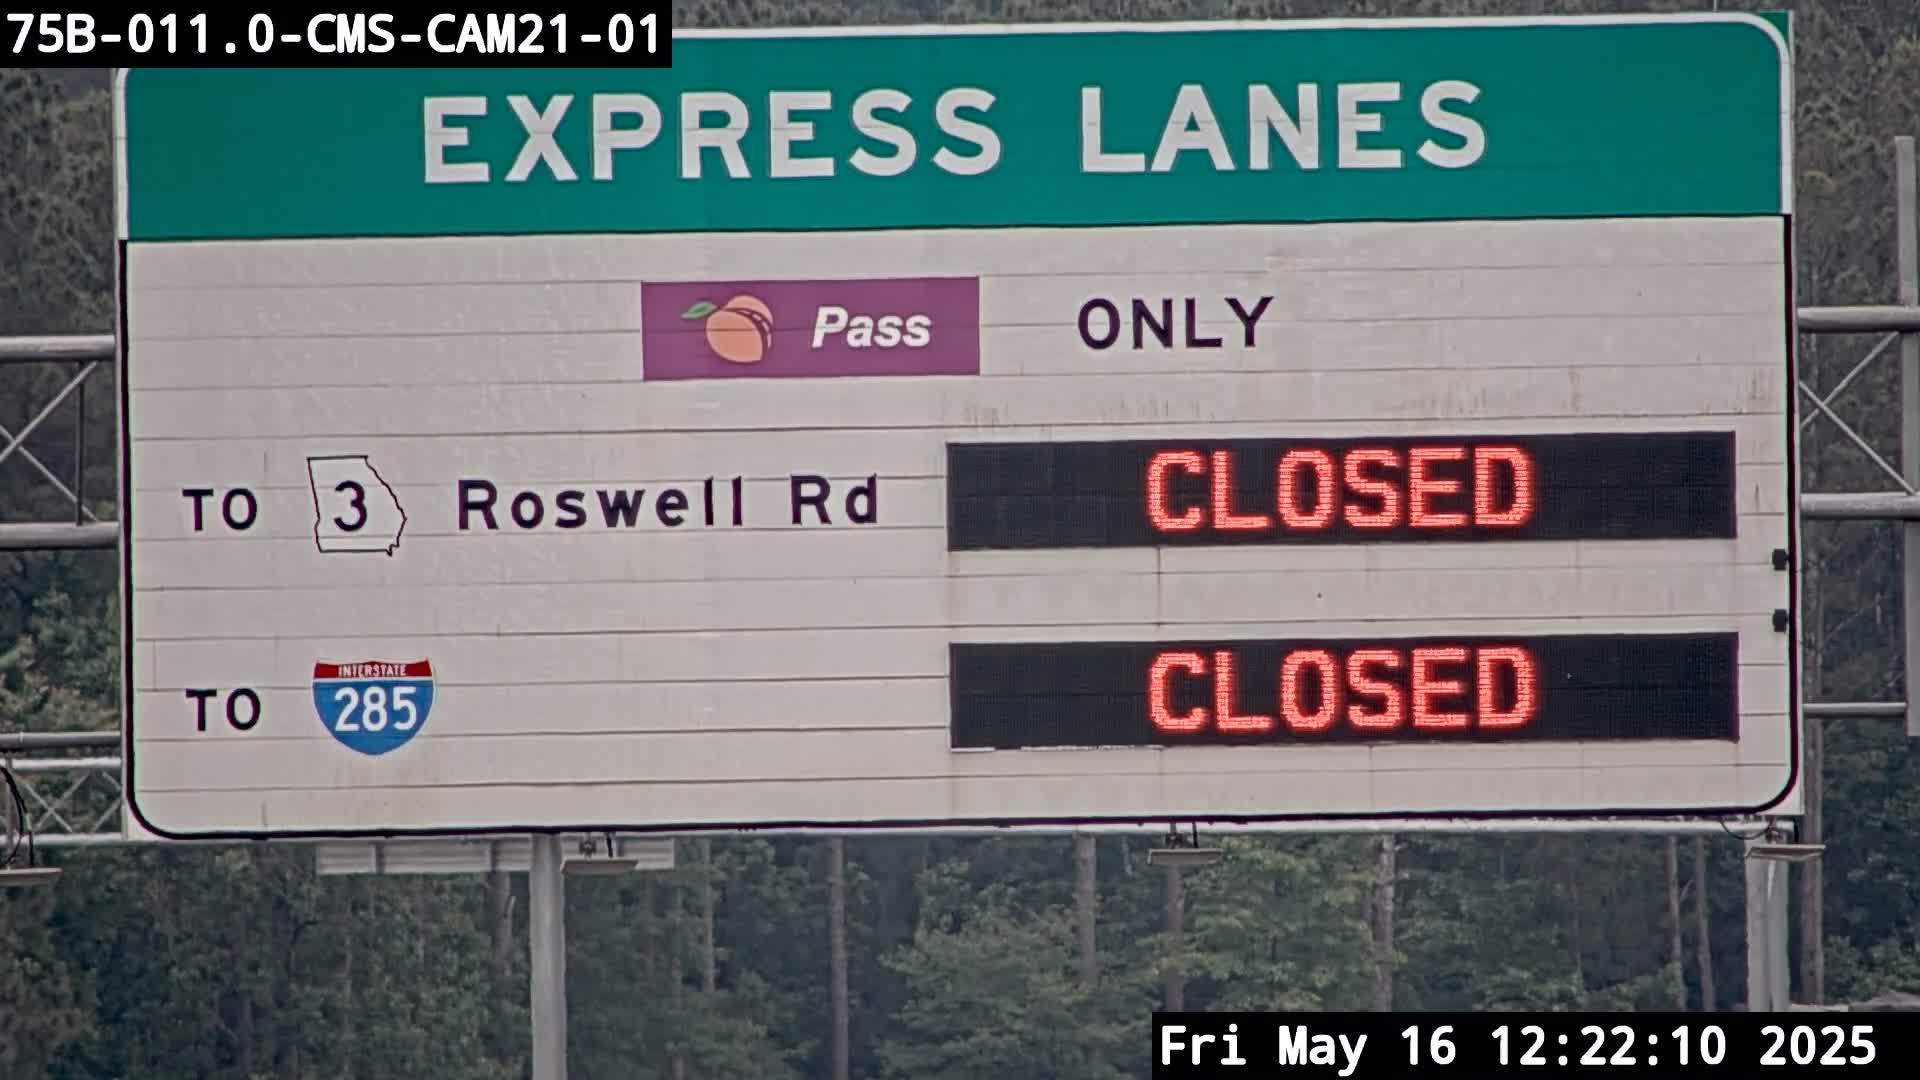 75B-011.0-CMS-CAM21-01
EXPRESS LANES
Pass ONLY
TO 3 Roswell Rd CLOSED
INTERSTATE
TO 285 CLOSED
Fri May 16 12:22:10 2025